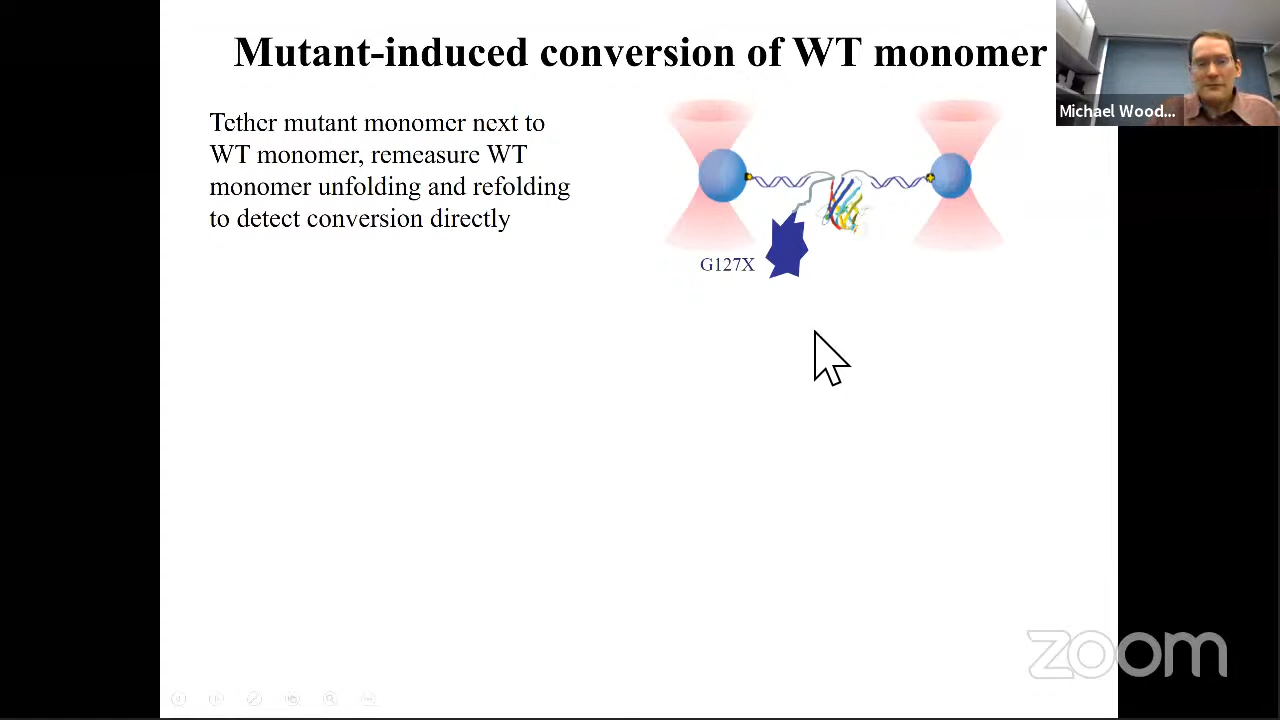 Mutant-induced conversion of WT monomer
Michael Wood...
Tether mutant monomer next to
WT monomer, remeasure WT
monomer unfolding and refolding
to detect conversion directly
G127X
zoom